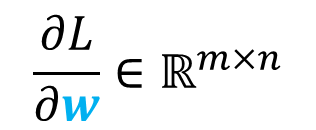 ∂L/∂w ∈ ℝ^{m×n}